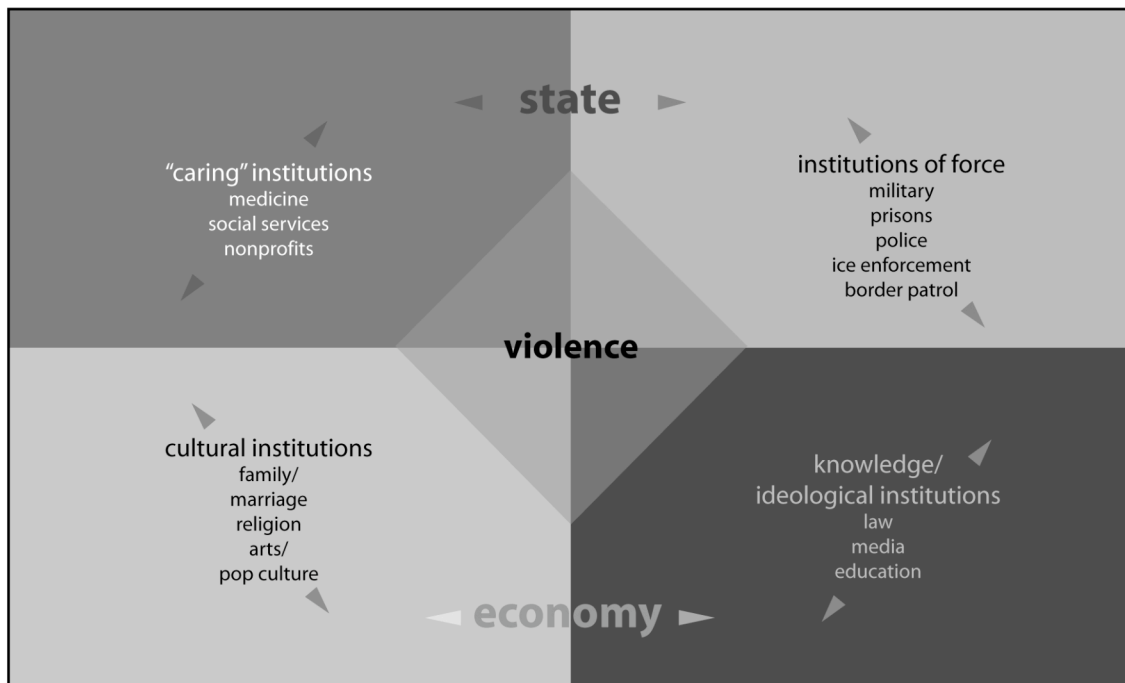 state
“caring” institutions
medicine
social services
nonprofits
institutions of force
military
prisons
police
ice enforcement
border patrol
violence
cultural institutions
family/
marriage
religion
arts/
pop culture
knowledge/
ideological institutions
law
media
education
economy